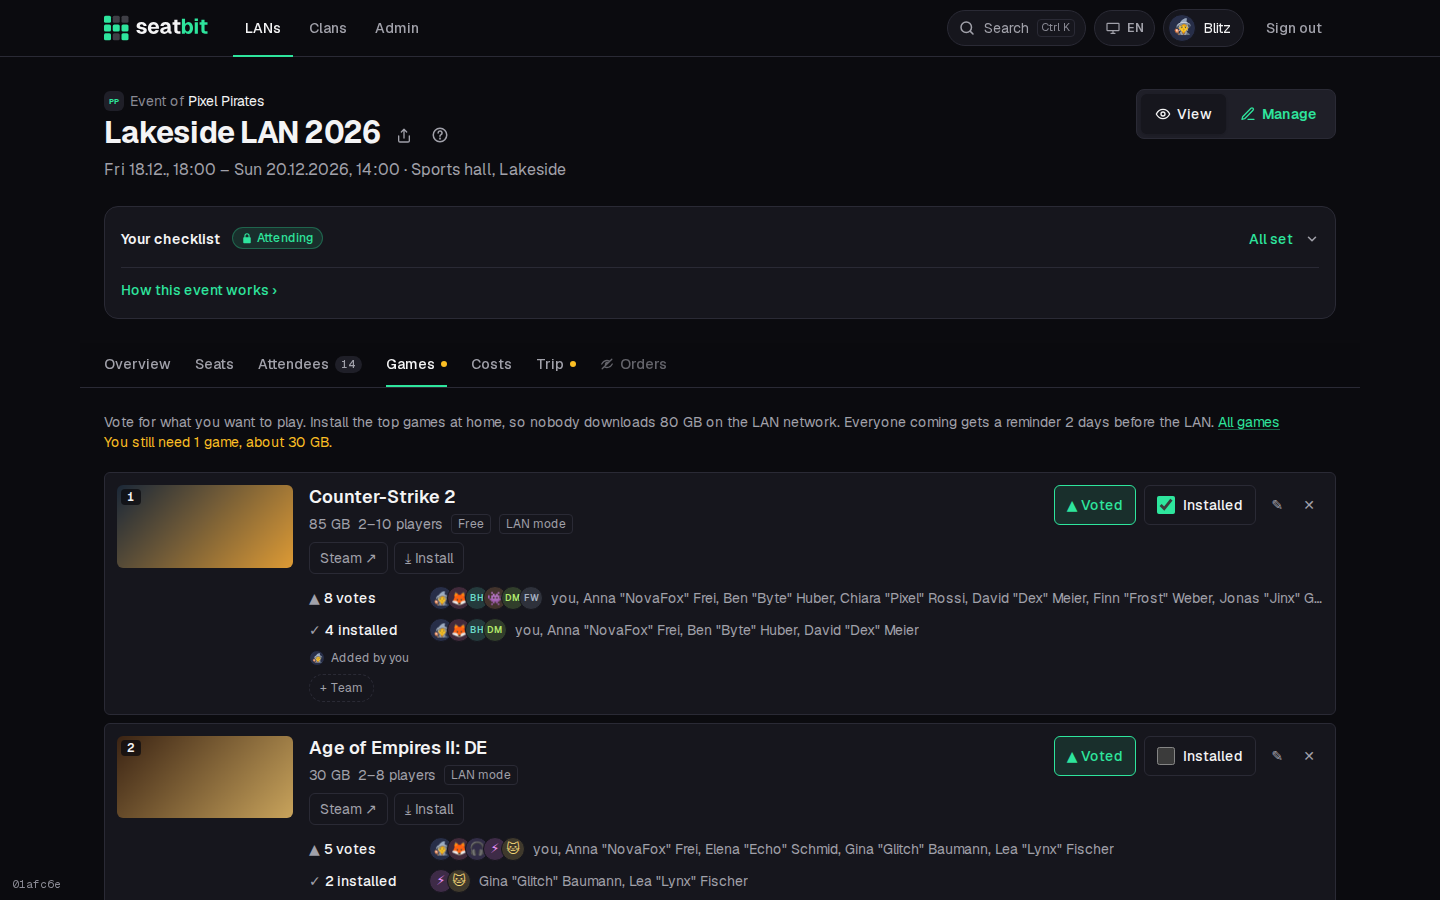 seatbit
LANs
Clans
Admin
Search Ctrl K
EN
Blitz
Sign out
PP Event of Pixel Pirates
Lakeside LAN 2026
View
Manage
Fri 18.12., 18:00 – Sun 20.12.2026, 14:00 · Sports hall, Lakeside
Your checklist
Attending
All set
How this event works ›
Overview
Seats
Attendees 14
Games
Costs
Trip
Orders
Vote for what you want to play. Install the top games at home, so nobody downloads 80 GB on the LAN network. Everyone coming gets a reminder 2 days before the LAN. All games
You still need 1 game, about 30 GB.
1
Counter-Strike 2
▲ Voted
Installed
✎ ✕
85 GB 2–10 players Free LAN mode
Steam ↗
⤓ Install
▲ 8 votes BH DM FW you, Anna "NovaFox" Frei, Ben "Byte" Huber, Chiara "Pixel" Rossi, David "Dex" Meier, Finn "Frost" Weber, Jonas "Jinx" G…
✓ 4 installed BH DM you, Anna "NovaFox" Frei, Ben "Byte" Huber, David "Dex" Meier
Added by you
+ Team
2
Age of Empires II: DE
▲ Voted
Installed
✎ ✕
30 GB 2–8 players LAN mode
Steam ↗
⤓ Install
▲ 5 votes you, Anna "NovaFox" Frei, Elena "Echo" Schmid, Gina "Glitch" Baumann, Lea "Lynx" Fischer
✓ 2 installed Gina "Glitch" Baumann, Lea "Lynx" Fischer
01afc6e